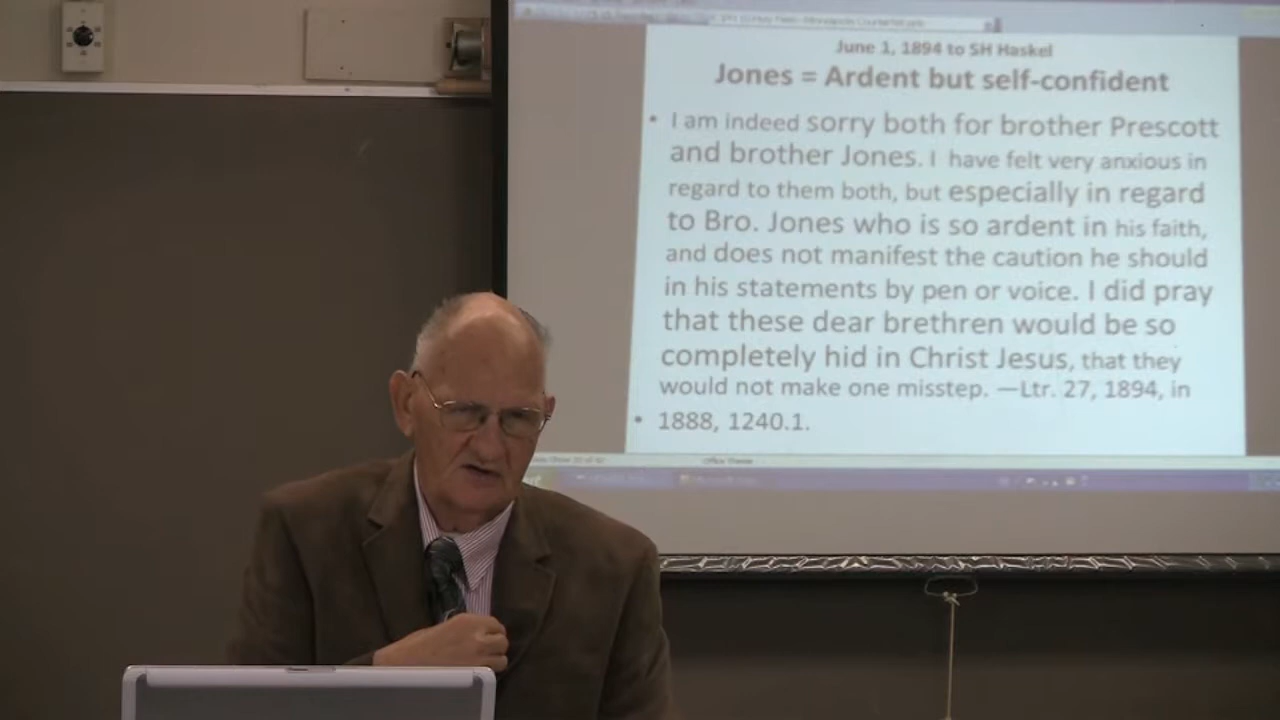 June 1, 1894 to SH Haskel
Jones = Ardent but self-confident
• I am indeed sorry both for brother Prescott
and brother Jones. I have felt very anxious in
regard to them both, but especially in regard
to Bro. Jones who is so ardent in his faith,
and does not manifest the caution he should
in his statements by pen or voice. I did pray
that these dear brethren would be so
completely hid in Christ Jesus, that they
would not make one misstep. —Ltr. 27, 1894, in
• 1888, 1240.1.
Office Theme